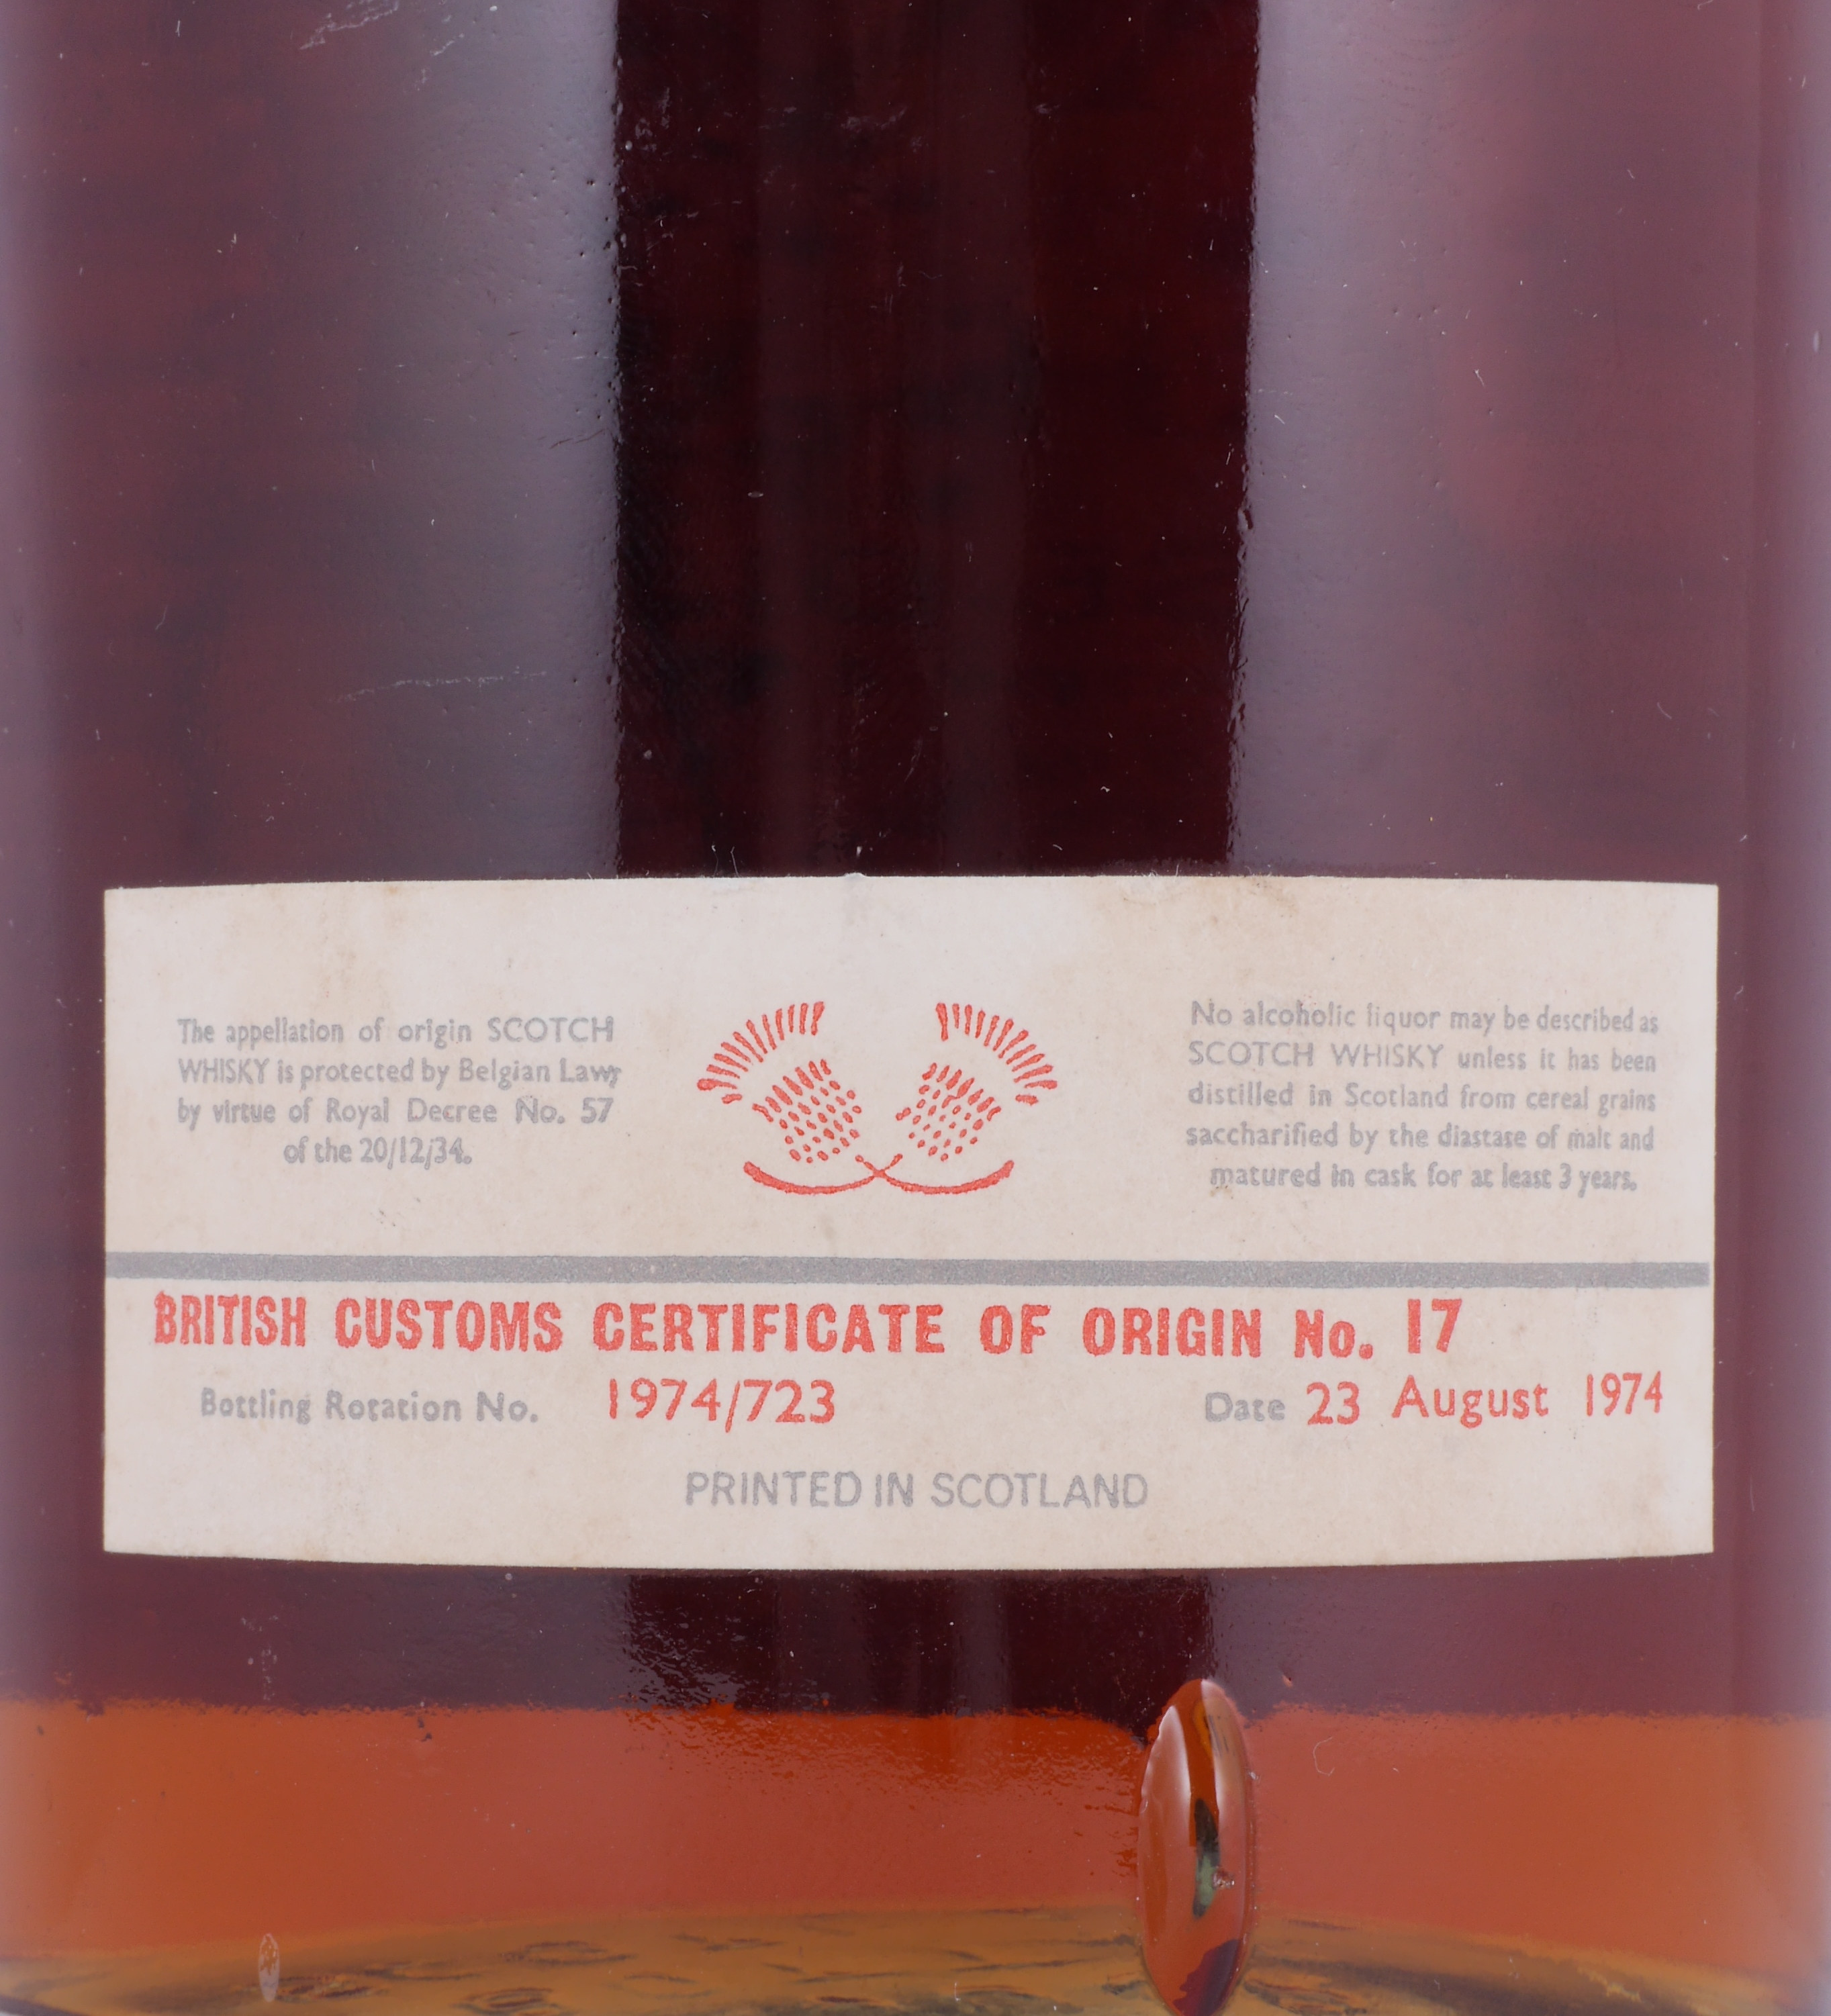 The appellation of origin SCOTCH
WHISKY is protected by Belgian Law
by virtue of Royal Decree No. 57
of the 20/12/34.
No alcoholic liquor may be described as
SCOTCH WHISKY unless it has been
distilled in Scotland from cereal grains
saccharified by the diastase of malt and
matured in cask for at least 3 years.
BRITISH CUSTOMS CERTIFICATE OF ORIGIN No. 17
Bottling Rotation No. 1974/723 Date 23 August 1974
PRINTED IN SCOTLAND